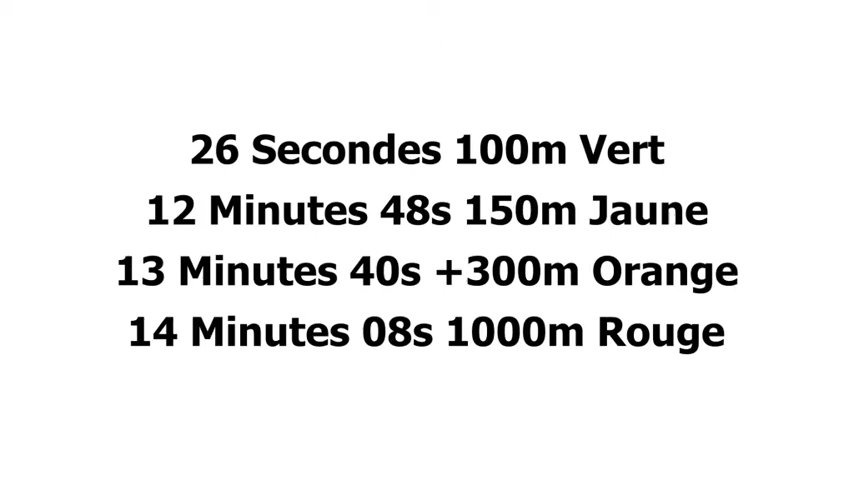 26 Secondes 100m Vert
12 Minutes 48s 150m Jaune
13 Minutes 40s +300m Orange
14 Minutes 08s 1000m Rouge